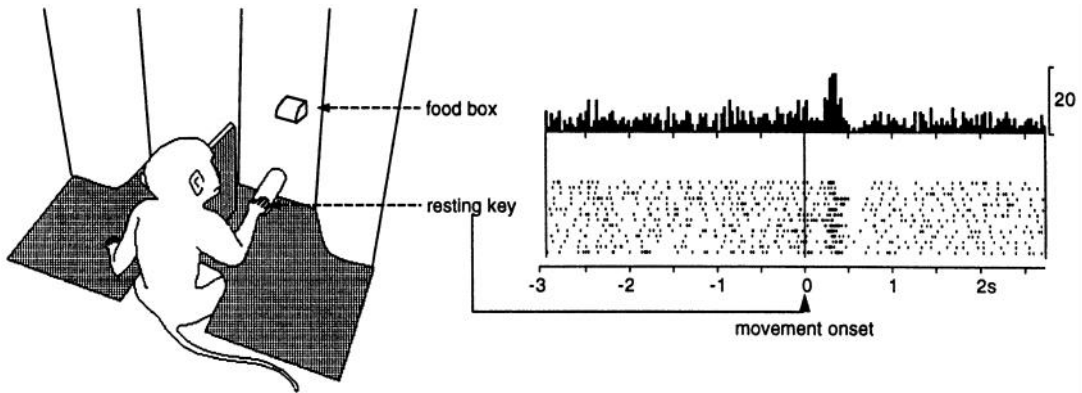 food box
resting key
20
-3 -2 -1 0 1 2s
movement onset